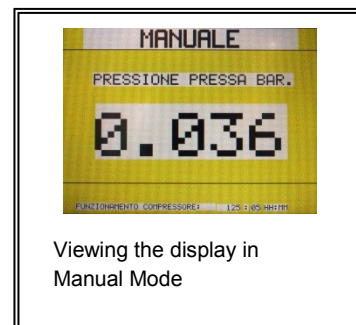 MANUALE
PRESSIONE PRESSA BAR.
0.036
FUNZIONAMENTO COMPRESSORE: 125 : 05 HH:MM
Viewing the display in
Manual Mode